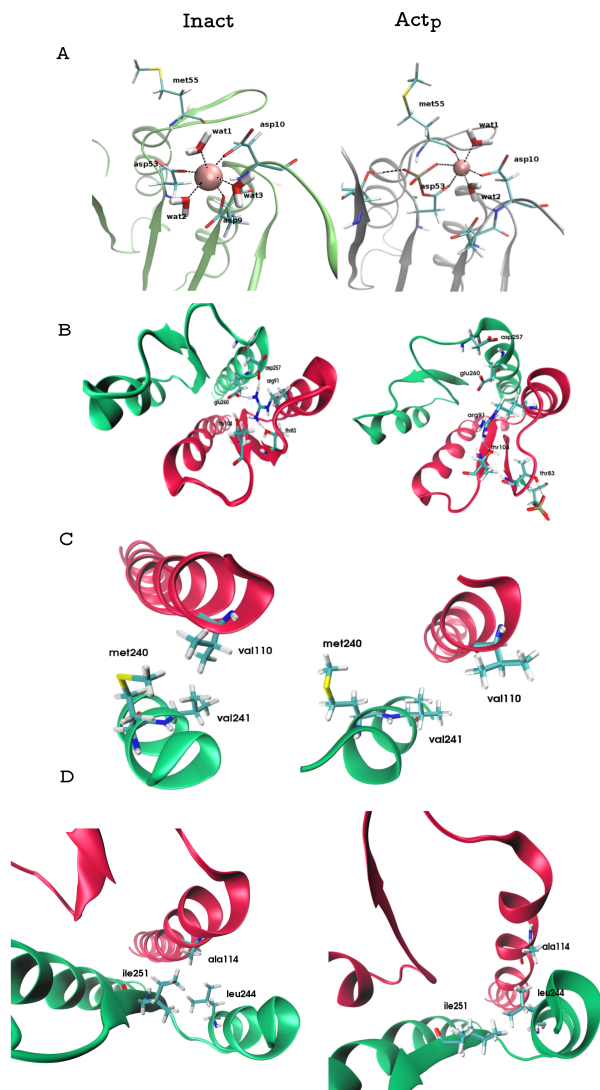 Inact
Act p
A
met55
wat1
asp10
asp53
wat3
wat2
asp9
met55
wat1
asp10
asp53
wat2
B
asp257
arg91
glu260
thr104
thr83
asp257
glu260
arg91
thr104
thr83
C
met240
val110
val241
met240
val110
val241
D
ala114
ile251
leu244
ala114
leu244
ile251